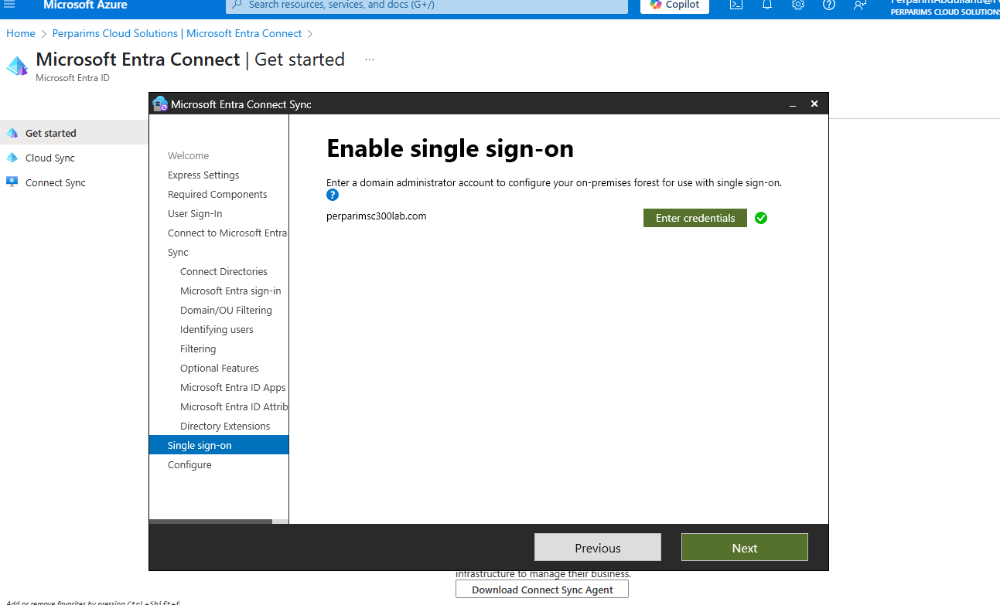 Microsoft Azure
Search resources, services, and docs (G+/)
Copilot
PERPARIMS CLOUD SOLUTIONS
Home > Perparims Cloud Solutions | Microsoft Entra Connect >
Microsoft Entra Connect | Get started ...
Microsoft Entra ID
Get started
Cloud Sync
Connect Sync
Microsoft Entra Connect Sync
Welcome
Express Settings
Required Components
User Sign-In
Connect to Microsoft Entra
Sync
Connect Directories
Microsoft Entra sign-in
Domain/OU Filtering
Identifying users
Filtering
Optional Features
Microsoft Entra ID Apps
Microsoft Entra ID Attrib
Directory Extensions
Single sign-on
Configure
Enable single sign-on
Enter a domain administrator account to configure your on-premises forest for use with single sign-on.
?
perparimsc300lab.com
Enter credentials
Previous
Next
infrastructure to manage their business.
Download Connect Sync Agent
Add or remove favorites by pressing Ctrl+Shift+F